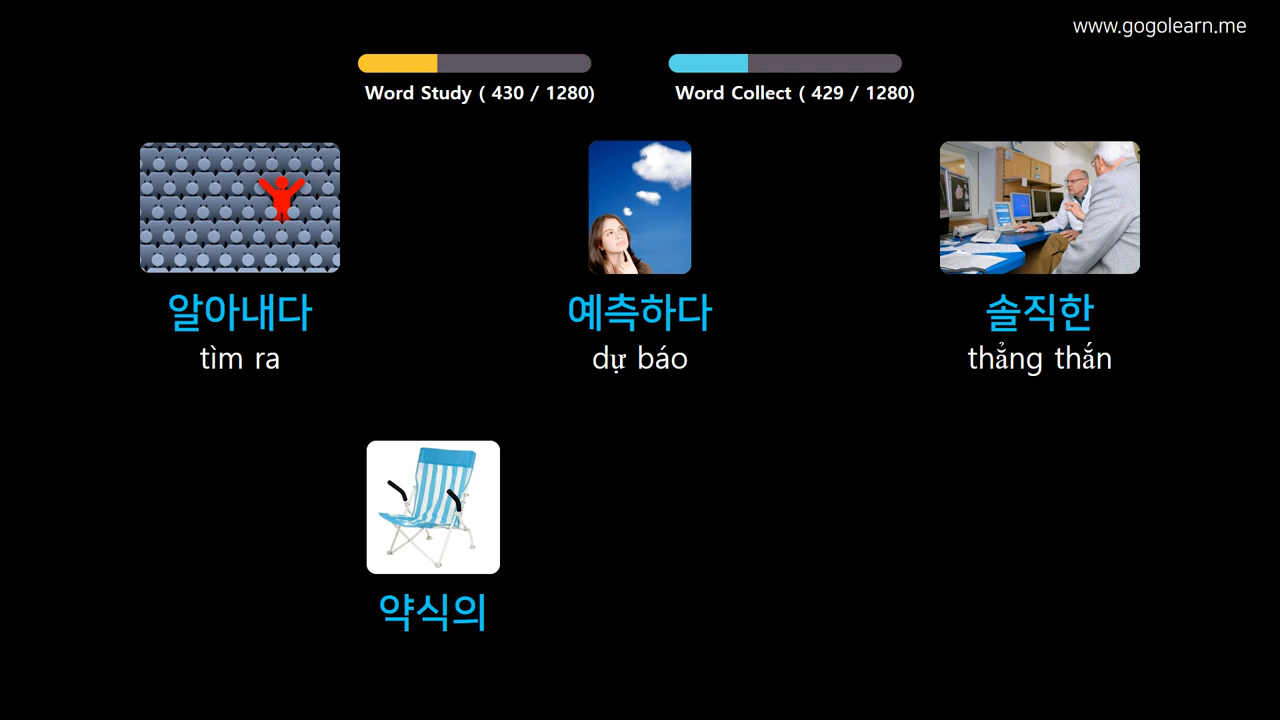 www.gogolearn.me
Word Study ( 430 / 1280)
Word Collect ( 429 / 1280)
알아내다
tìm ra
예측하다
dự báo
솔직한
thẳng thắn
약식의